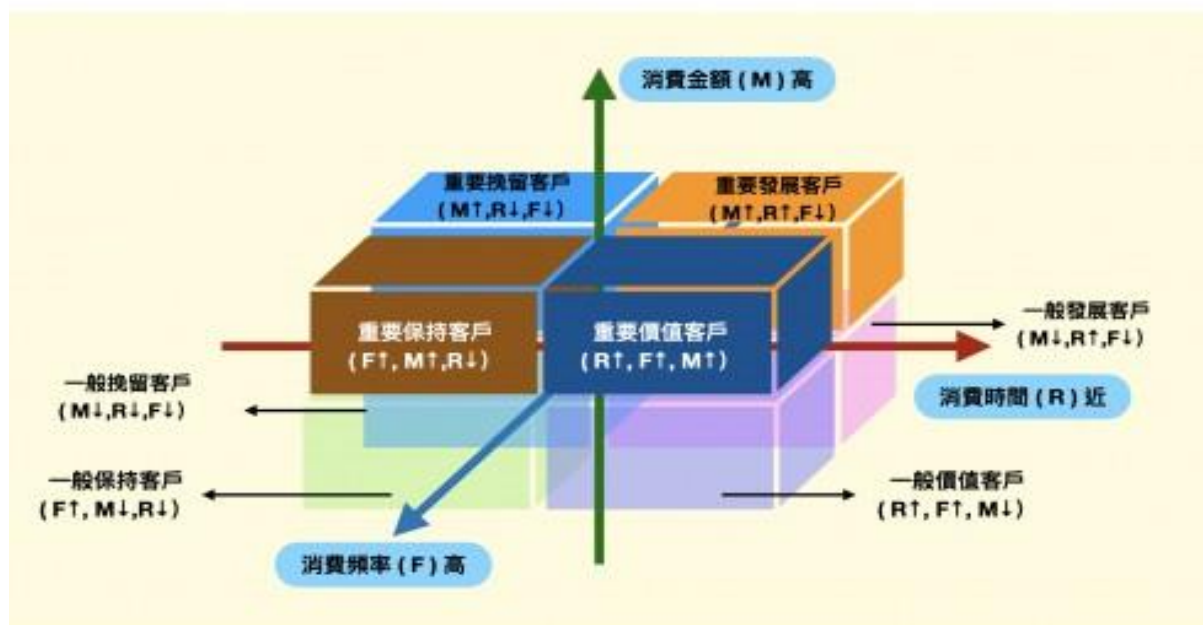 消費金額 ( M ) 高
重要挽留客戶
( M↑,R↓,F↓)
重要發展客戶
(M↑,R↑,F↓)
重要保持客戶
( F↑, M↑,R↓)
重要價值客戶
(R↑, F↑, M↑)
一般發展客戶
(M↓,R↑,F↓)
一般挽留客戶
(M↓,R↓,F↓)
消費時間 ( R ) 近
一般保持客戶
( F↑, M↓,R↓)
一般價值客戶
(R↑, F↑, M↓)
消費頻率 ( F ) 高